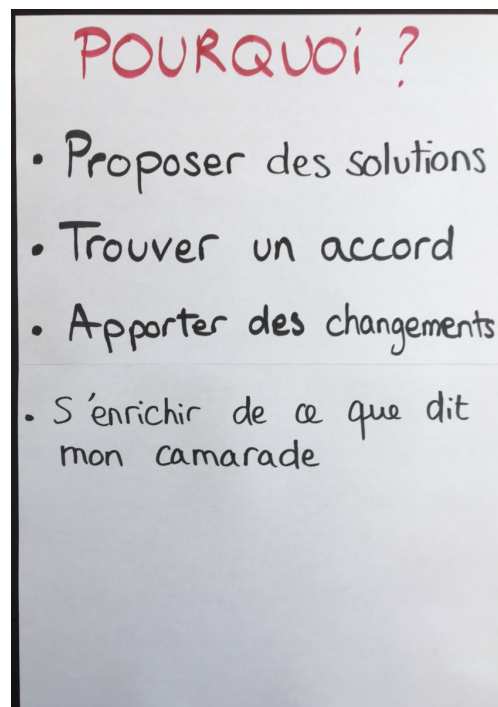 POURQUOI ?
• Proposer des solutions
• Trouver un accord
• Apporter des changements
• S'enrichir de ce que dit
mon camarade